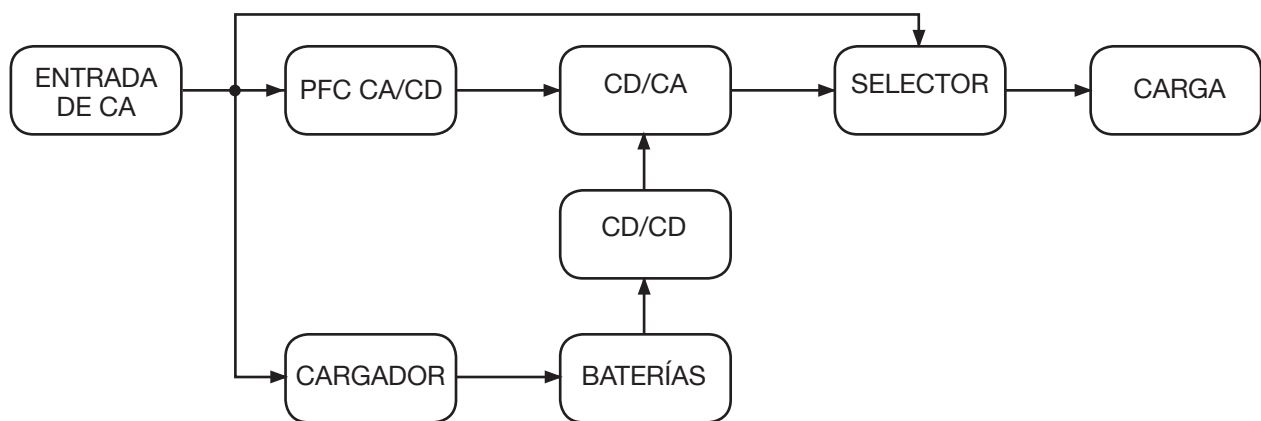 ENTRADA
DE CA
PFC CA/CD
CD/CA
SELECTOR
CARGA
CD/CD
CARGADOR
BATERÍAS